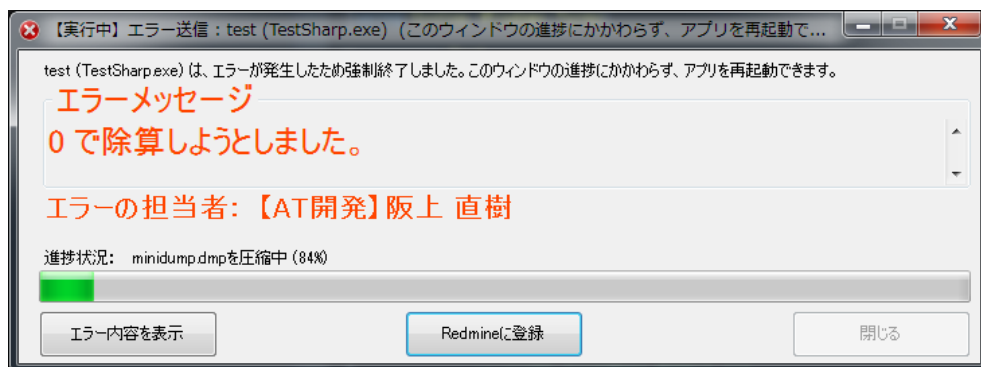 【実行中】エラー送信：test (TestSharp.exe) (このウィンドウの進捗にかかわらず、アプリを再起動で...
test (TestSharp.exe) は、エラーが発生したため強制終了しました。このウィンドウの進捗にかかわらず、アプリを再起動できます。
エラーメッセージ
0 で除算しようとしました。
エラーの担当者：【AT開発】阪上 直樹
進捗状況： minidump.dmpを圧縮中 (84%)
エラー内容を表示
Redmineに登録
閉じる